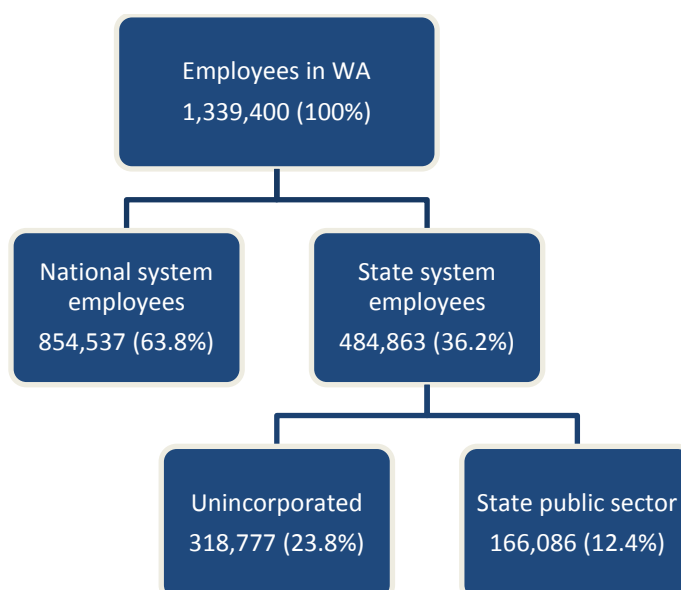 Employees in WA
1,339,400 (100%)
National system
employees
854,537 (63.8%)
State system
employees
484,863 (36.2%)
Unincorporated
318,777 (23.8%)
State public sector
166,086 (12.4%)